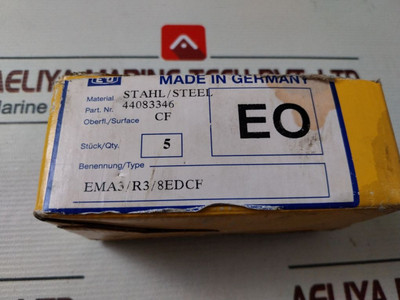 EO
MADE IN GERMANY
Material STAHL/STEEL
Part. Nr. 44083346
Oberfl./Surface CF
EO
Stück/Qty. 5
Benennung/Type
EMA3/R3/8EDCF